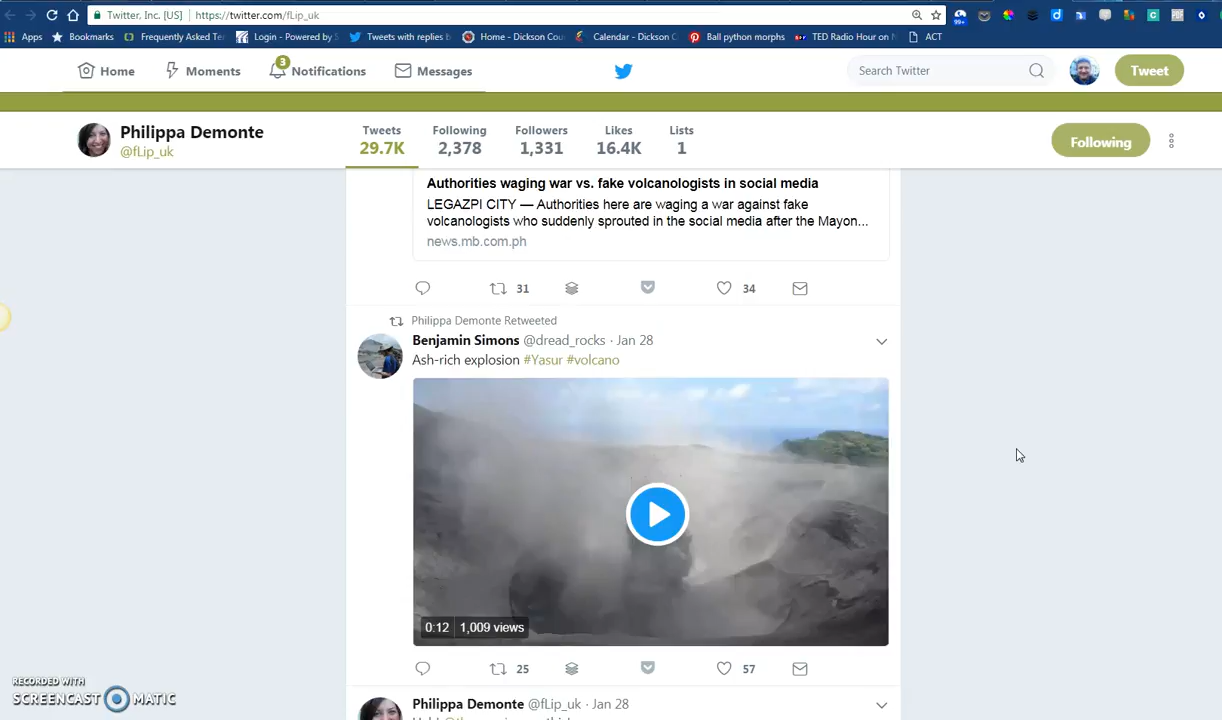 Twitter, Inc. [US] | https://twitter.com/fLip_uk
Apps Bookmarks Frequently Asked Ter Login - Powered by S Tweets with replies b Home - Dickson Cou Calendar - Dickson C Ball python morphs TED Radio Hour on N ACT
99+
Home Moments 3 Notifications Messages Search Twitter Tweet
Philippa Demonte
@fLip_uk
Tweets Following Followers Likes Lists
29.7K 2,378 1,331 16.4K 1
Following
Authorities waging war vs. fake volcanologists in social media
LEGAZPI CITY — Authorities here are waging a war against fake
volcanologists who suddenly sprouted in the social media after the Mayon...
news.mb.com.ph
31 34
Philippa Demonte Retweeted
Benjamin Simons @dread_rocks · Jan 28
Ash-rich explosion #Yasur #volcano
0:12 1,009 views
25 57
Philippa Demonte @fLip_uk · Jan 28
RECORDED WITH
SCREENCAST MATIC